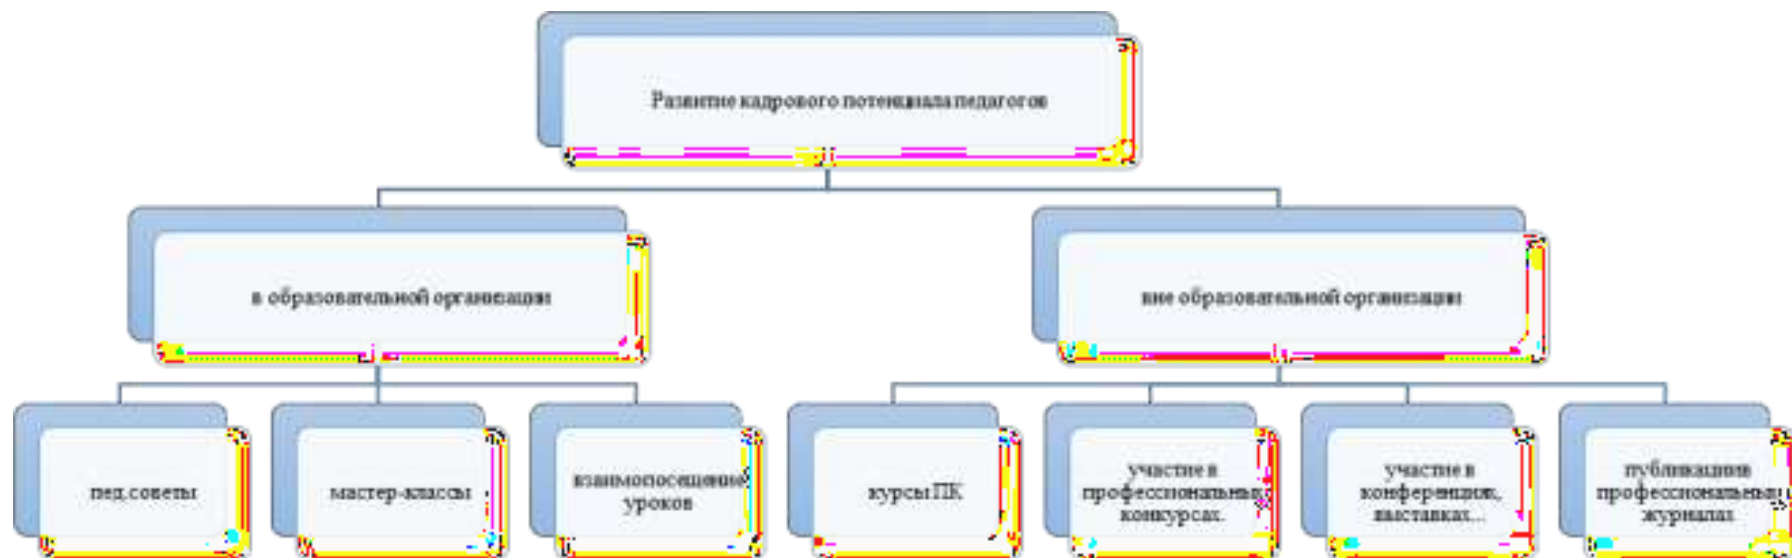 Развитие кадрового потенциала педагогов
в образовательной организации
вне образовательной организации
пед.советы
мастер-классы
взаимопосещение
уроков
курсы ПК
участие в
профессиональных
конкурсах.
участие в
конференциях,
выставках...
публикации в
профессиональных
журналах